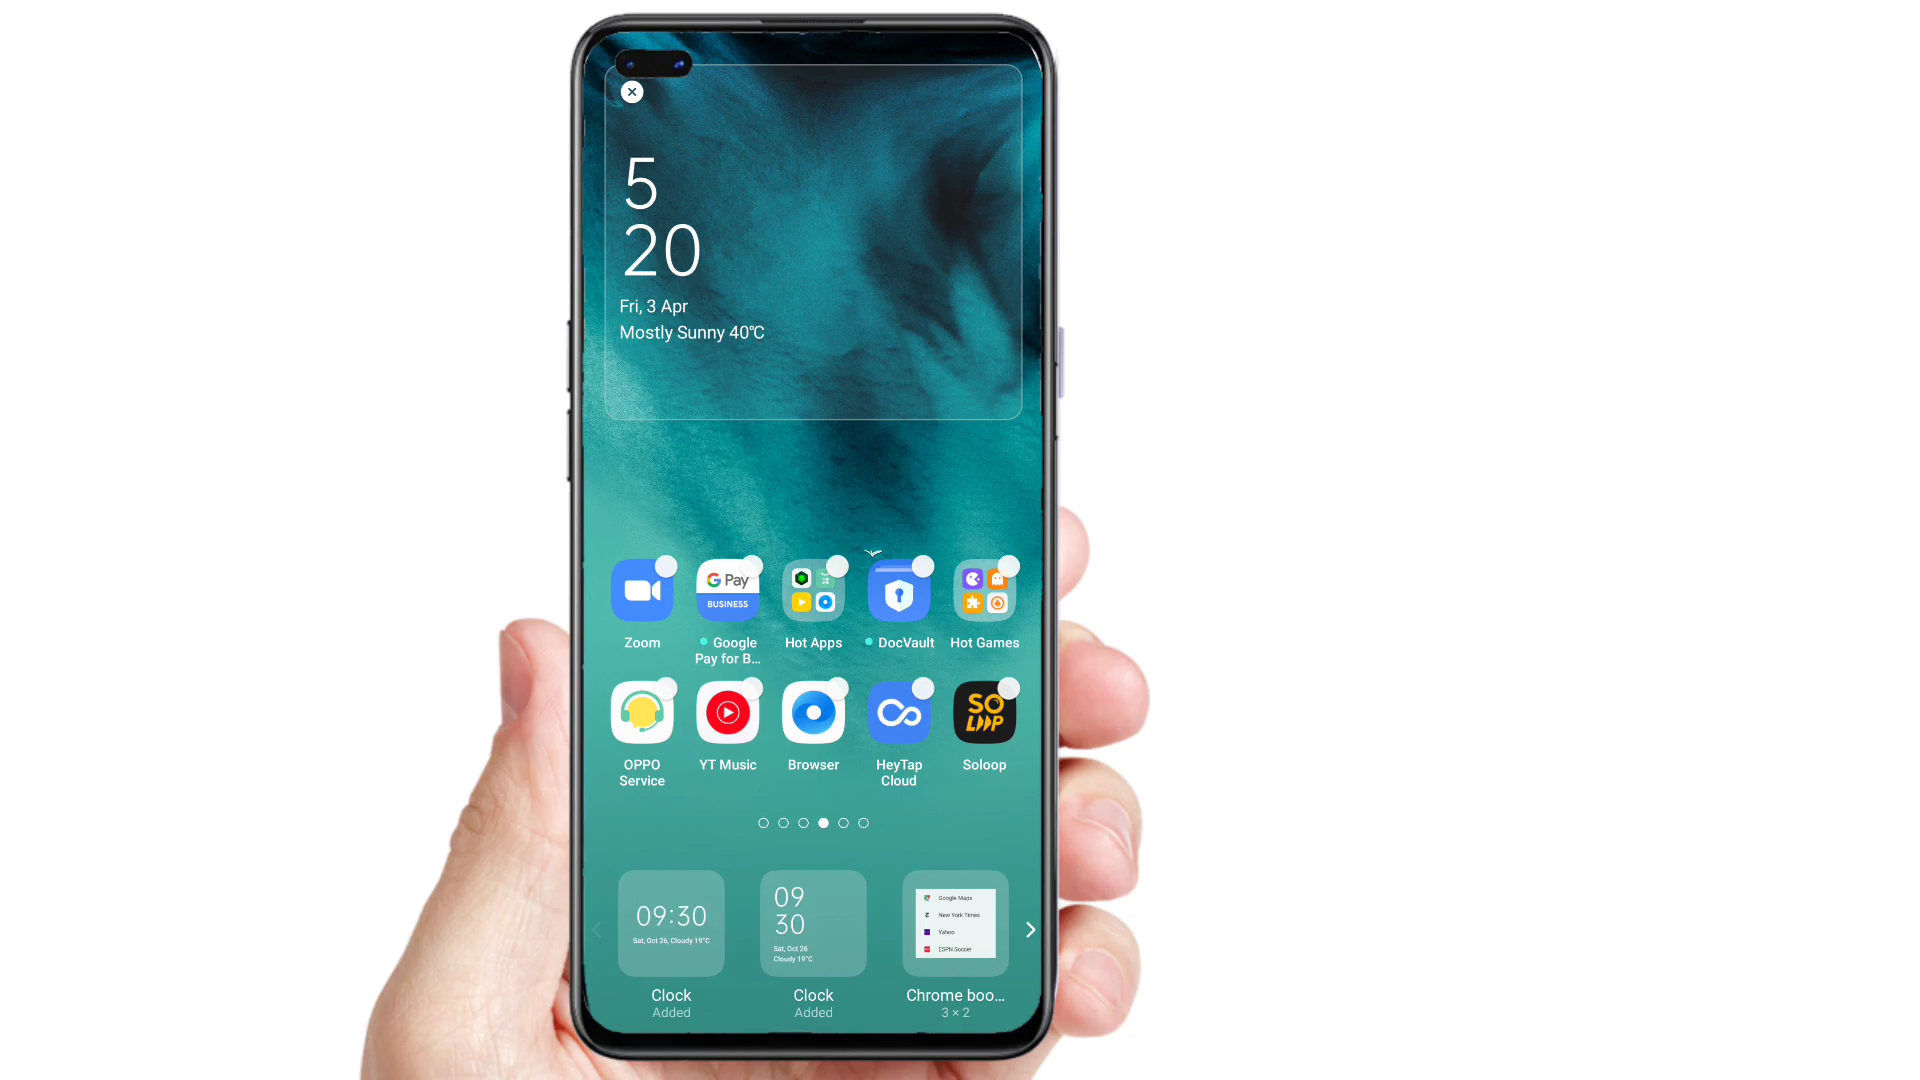 5
20
Fri, 3 Apr
Mostly Sunny 40℃
G Pay
BUSINESS
Zoom
Google
Pay for B...
Hot Apps
DocVault
Hot Games
SO
LOOP
OPPO
Service
YT Music
Browser
HeyTap
Cloud
Soloop
09:30
Sat, Oct 26, Cloudy 19°C
09
30
Sat, Oct 26
Cloudy 19°C
Google Maps
New York Times
Yahoo
ESPN Soccer
Clock
Added
Clock
Added
Chrome boo...
3 × 2